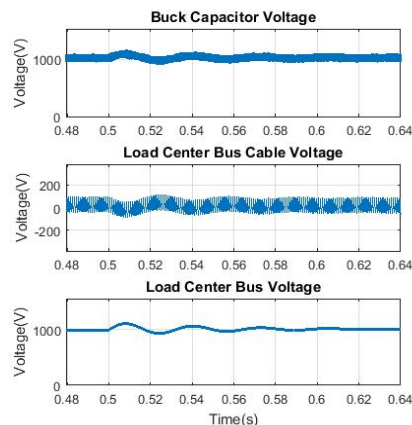 Buck Capacitor Voltage
Voltage(V)
1000
0
0.48 0.5 0.52 0.54 0.56 0.58 0.6 0.62 0.64
Load Center Bus Cable Voltage
Voltage(V)
200
0
-200
0.48 0.5 0.52 0.54 0.56 0.58 0.6 0.62 0.64
Load Center Bus Voltage
Voltage(V)
1000
0
0.48 0.5 0.52 0.54 0.56 0.58 0.6 0.62 0.64
Time(s)